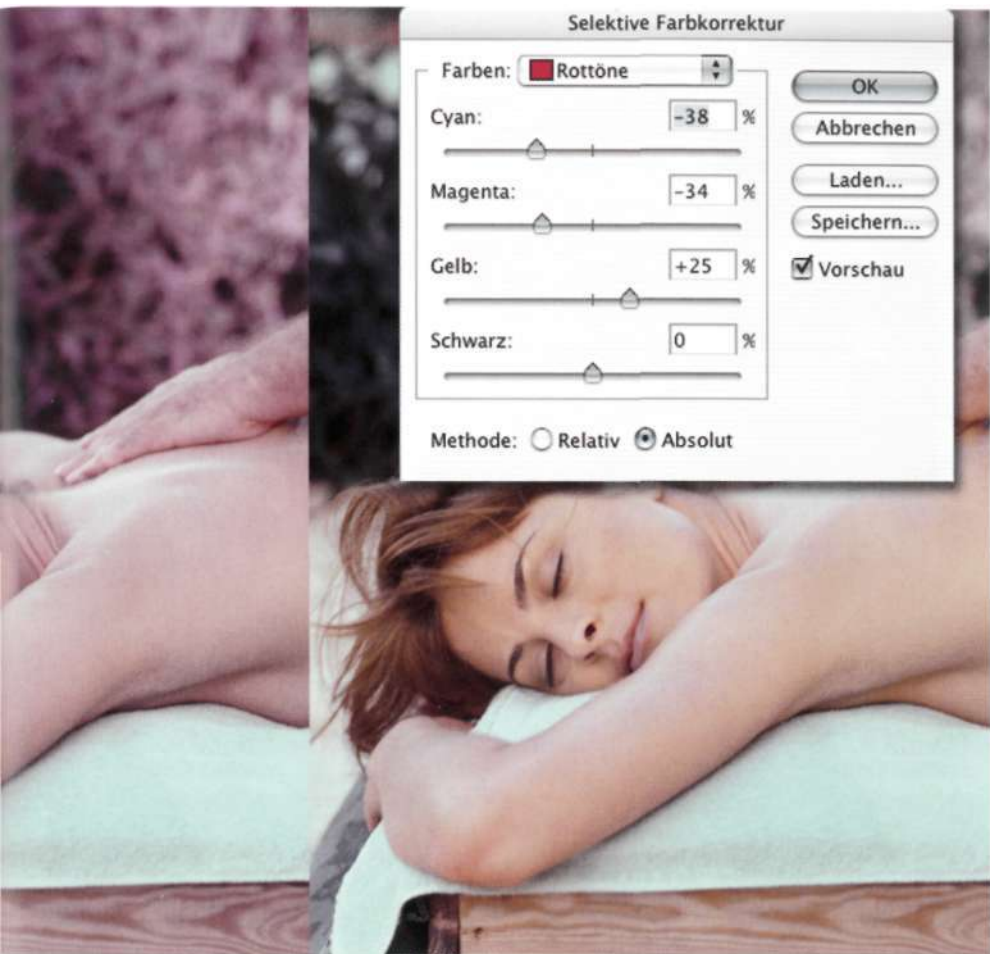 Selektive Farbkorrektur
Farben: Rottöne
Cyan: -38 %
Magenta: -34 %
Gelb: +25 %
Schwarz: 0 %
Methode: Relativ Absolut
OK
Abbrechen
Laden...
Speichern...
Vorschau